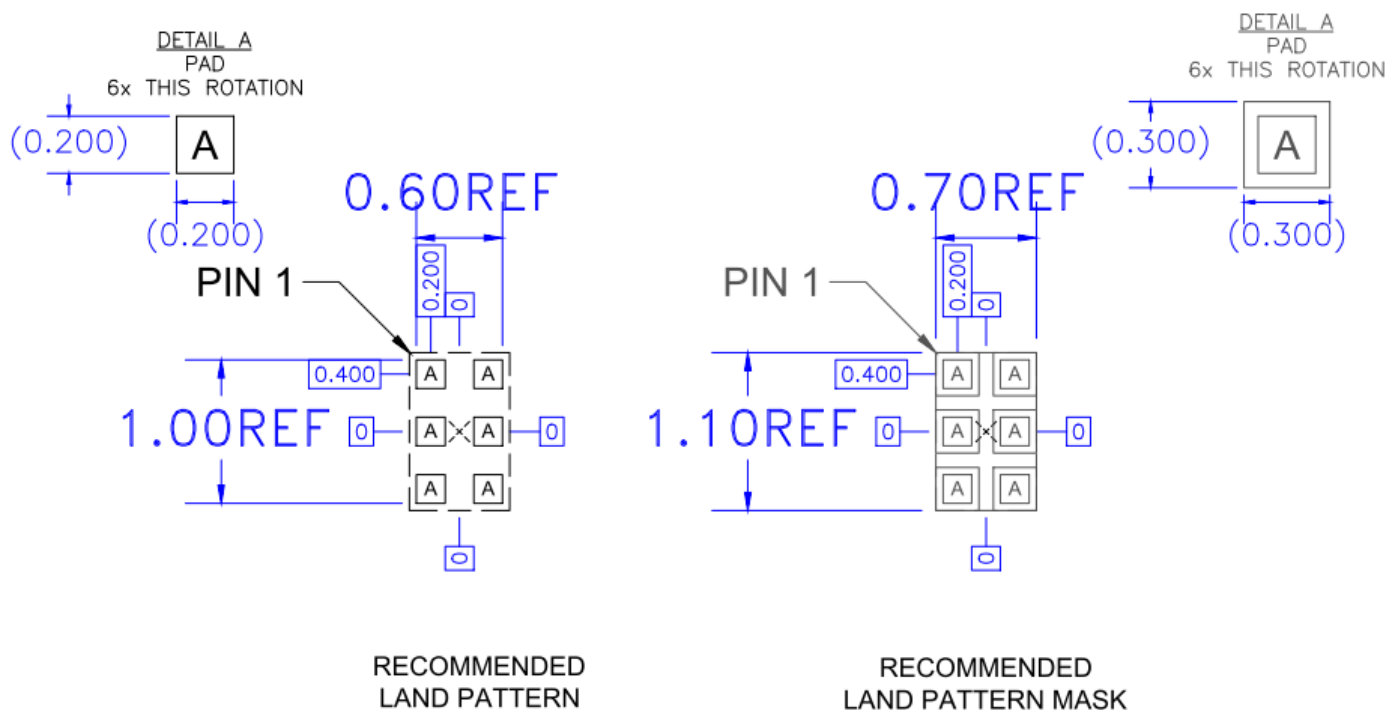 DETAIL A
PAD
6x THIS ROTATION
(0.200)
A
(0.200)
0.60REF
PIN 1
0.200
0
0.400
A A
1.00REF
0
A A
0
A A
0
RECOMMENDED
LAND PATTERN
DETAIL A
PAD
6x THIS ROTATION
(0.300)
A
(0.300)
0.70REF
PIN 1
0.200
0
0.400
A A
1.10REF
0
A A
0
A A
0
RECOMMENDED
LAND PATTERN MASK